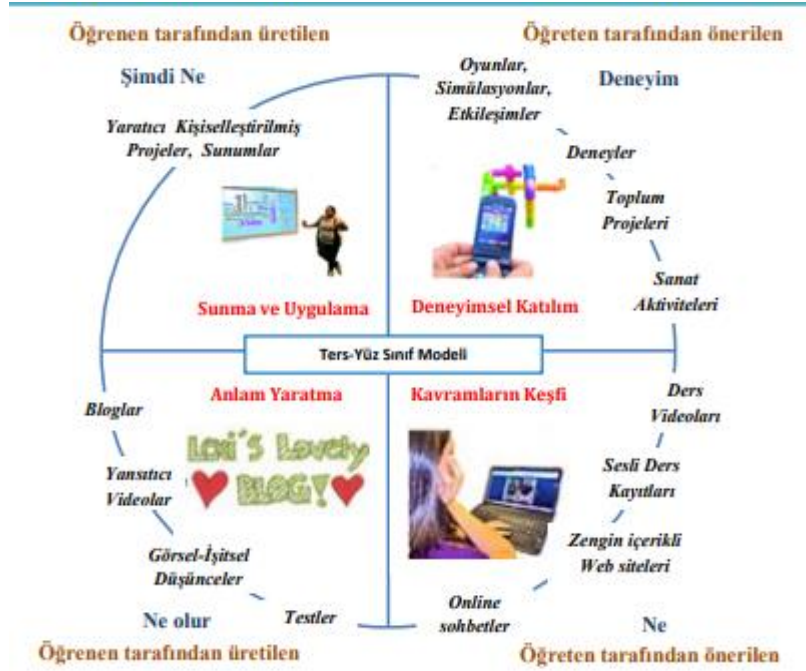 Öğrenen tarafından üretilen
Öğreten tarafından önerilen
Şimdi Ne
Deneyim
Oyunlar,
Simülasyonlar,
Etkileşimler
Yaratıcı Kişiselleştirilmiş
Projeler, Sunumlar
Deneyler
Toplum
Projeleri
Sanat
Aktiviteleri
Sunma ve Uygulama
Deneyimsel Katılım
Ters-Yüz Sınıf Modeli
Anlam Yaratma
Kavramların Keşfi
Bloglar
Yansıtıcı
Videolar
Görsel-İşitsel
Düşünceler
Testler
LORI'S Lovely
BLOG!
Ders
Videoları
Sesli Ders
Kayıtları
Zengin içerikli
Web siteleri
Online
sohbetler
Ne olur
Ne
Öğrenen tarafından üretilen
Öğreten tarafından önerilen